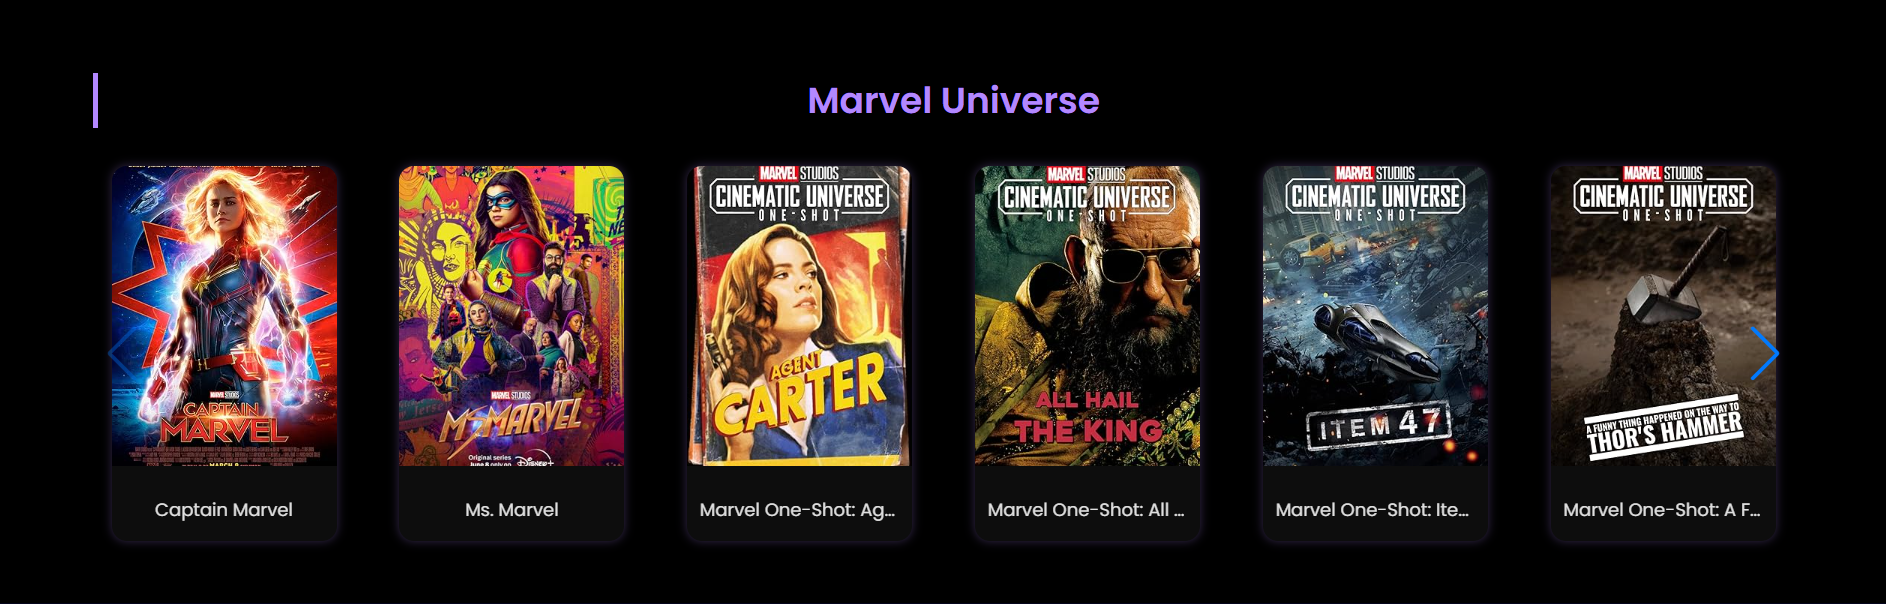 Marvel Universe
MARVEL STUDIOS
CAPTAIN
MARVEL
MARCH 8
Captain Marvel
MARVEL STUDIOS
MS. MARVEL
Original series
June 8 only on Disney+
Ms. Marvel
MARVEL STUDIOS
CINEMATIC UNIVERSE
ONE-SHOT
AGENT
CARTER
Marvel One-Shot: Ag...
MARVEL STUDIOS
CINEMATIC UNIVERSE
ONE-SHOT
ALL HAIL
THE KING
Marvel One-Shot: All ...
MARVEL STUDIOS
CINEMATIC UNIVERSE
ONE-SHOT
ITEM 47
Marvel One-Shot: Ite...
MARVEL STUDIOS
CINEMATIC UNIVERSE
ONE-SHOT
A FUNNY THING HAPPENED ON THE WAY TO
THOR'S HAMMER
Marvel One-Shot: A F...